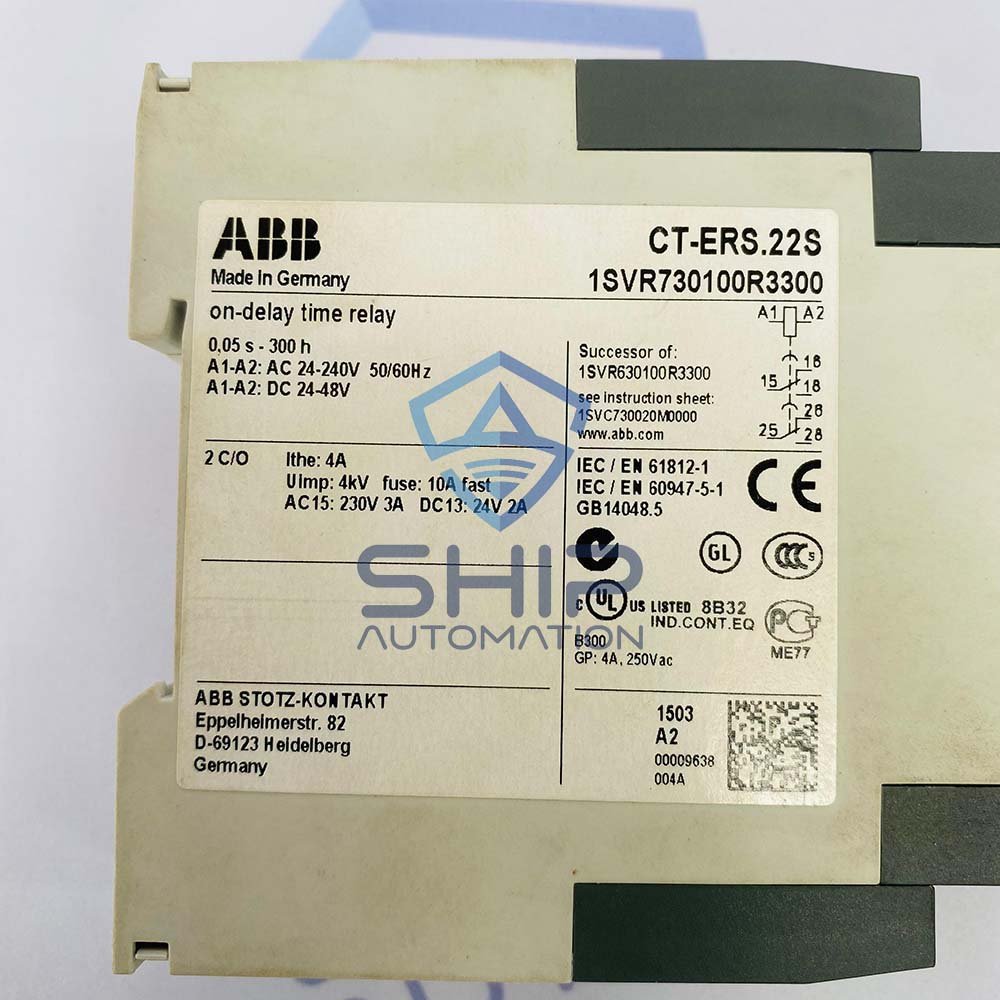 ABB
CT-ERS.22S
Made in Germany
1SVR730100R3300
on-delay time relay
0,05 s - 300 h
A1-A2: AC 24-240V 50/60Hz
A1-A2: DC 24-48V
Successor of:
1SVR630100R3300
see instruction sheet:
1SVC730020M0000
www.abb.com
A1 A2
16
15 18
26
25 28
2 C/O Ithe: 4A
UImp: 4kV fuse: 10A fast
AC15: 230V 3A DC13: 24V 2A
IEC / EN 61812-1
IEC / EN 60947-5-1
GB14048.5
CE
GL
CCC S
C UL US LISTED 8B32
IND.CONT.EQ
PCT
ME77
B300
GP: 4A, 250Vac
SHIP
AUTOMATION
ABB STOTZ-KONTAKT
Eppelheimerstr. 82
D-69123 Heidelberg
Germany
1503
A2
00009638
004A